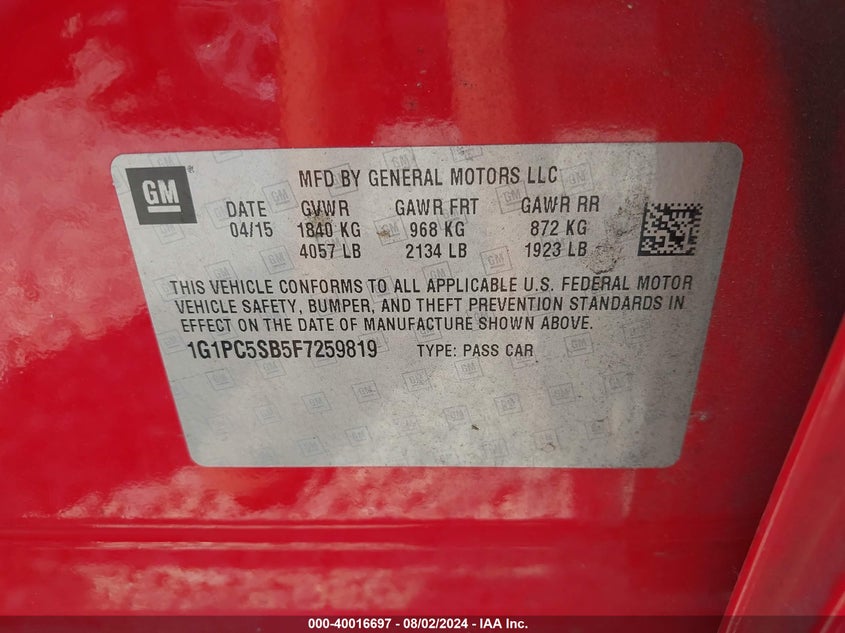 GM
MFD BY GENERAL MOTORS LLC
DATE GVWR GAWR FRT GAWR RR
04/15 1840 KG 968 KG 872 KG
4057 LB 2134 LB 1923 LB
THIS VEHICLE CONFORMS TO ALL APPLICABLE U.S. FEDERAL MOTOR
VEHICLE SAFETY, BUMPER, AND THEFT PREVENTION STANDARDS IN
EFFECT ON THE DATE OF MANUFACTURE SHOWN ABOVE.
1G1PC5SB5F7259819 TYPE: PASS CAR
000-40016697 - 08/02/2024 - IAA Inc.